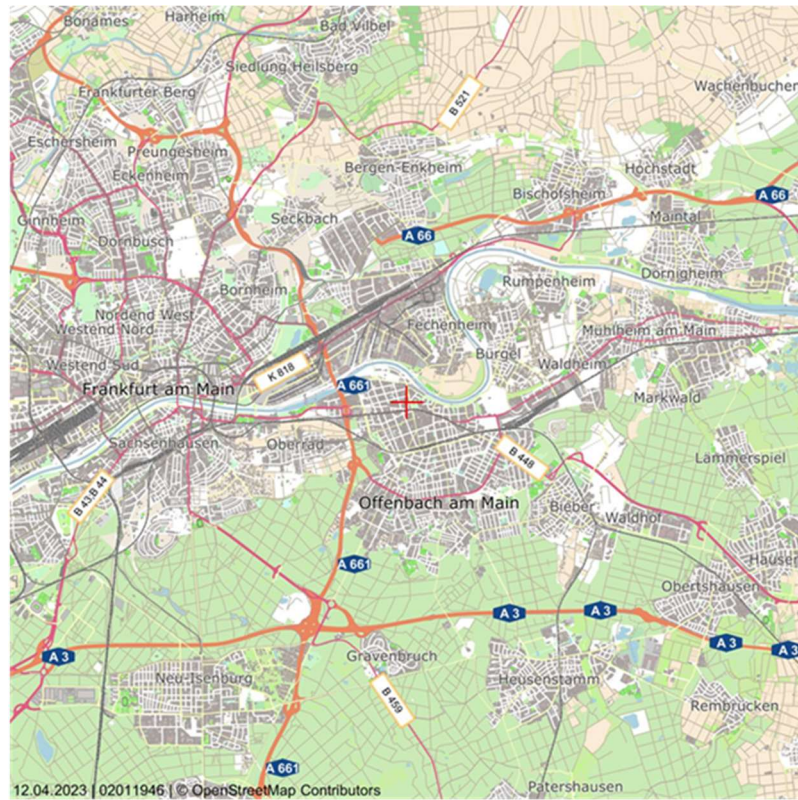 Bonames
Harheim
Bad Vilbel
Siedlung Heilsberg
Frankfurter Berg
B 521
Wachenbucher
Eschersheim
Preungesheim
Eckenheim
Bergen-Enkheim
Hochstadt
Bischofsheim
A 66
Ginnheim
Seckbach
Maintal
Dornbusch
A 66
Dörnigheim
Rumpenheim
Bornheim
Nordend West
Westend Nord
Fechenheim
Mühlheim am Main
Bürgel
Waldheim
Westend Süd
K 818
A 661
Frankfurt am Main
Markwald
Sachsenhausen
Oberrad
B 448
Lämmerspiel
B 43;B 44
Offenbach am Main
Bieber
Waldhof
A 661
Hausen
Obertshausen
A 3
A 3
A 3
A 3
A 3
Gravenbruch
Neu-Isenburg
Heusenstamm
B 459
Rembrücken
A 661
Patershausen
12.04.2023 | 02011946 | © OpenStreetMap Contributors